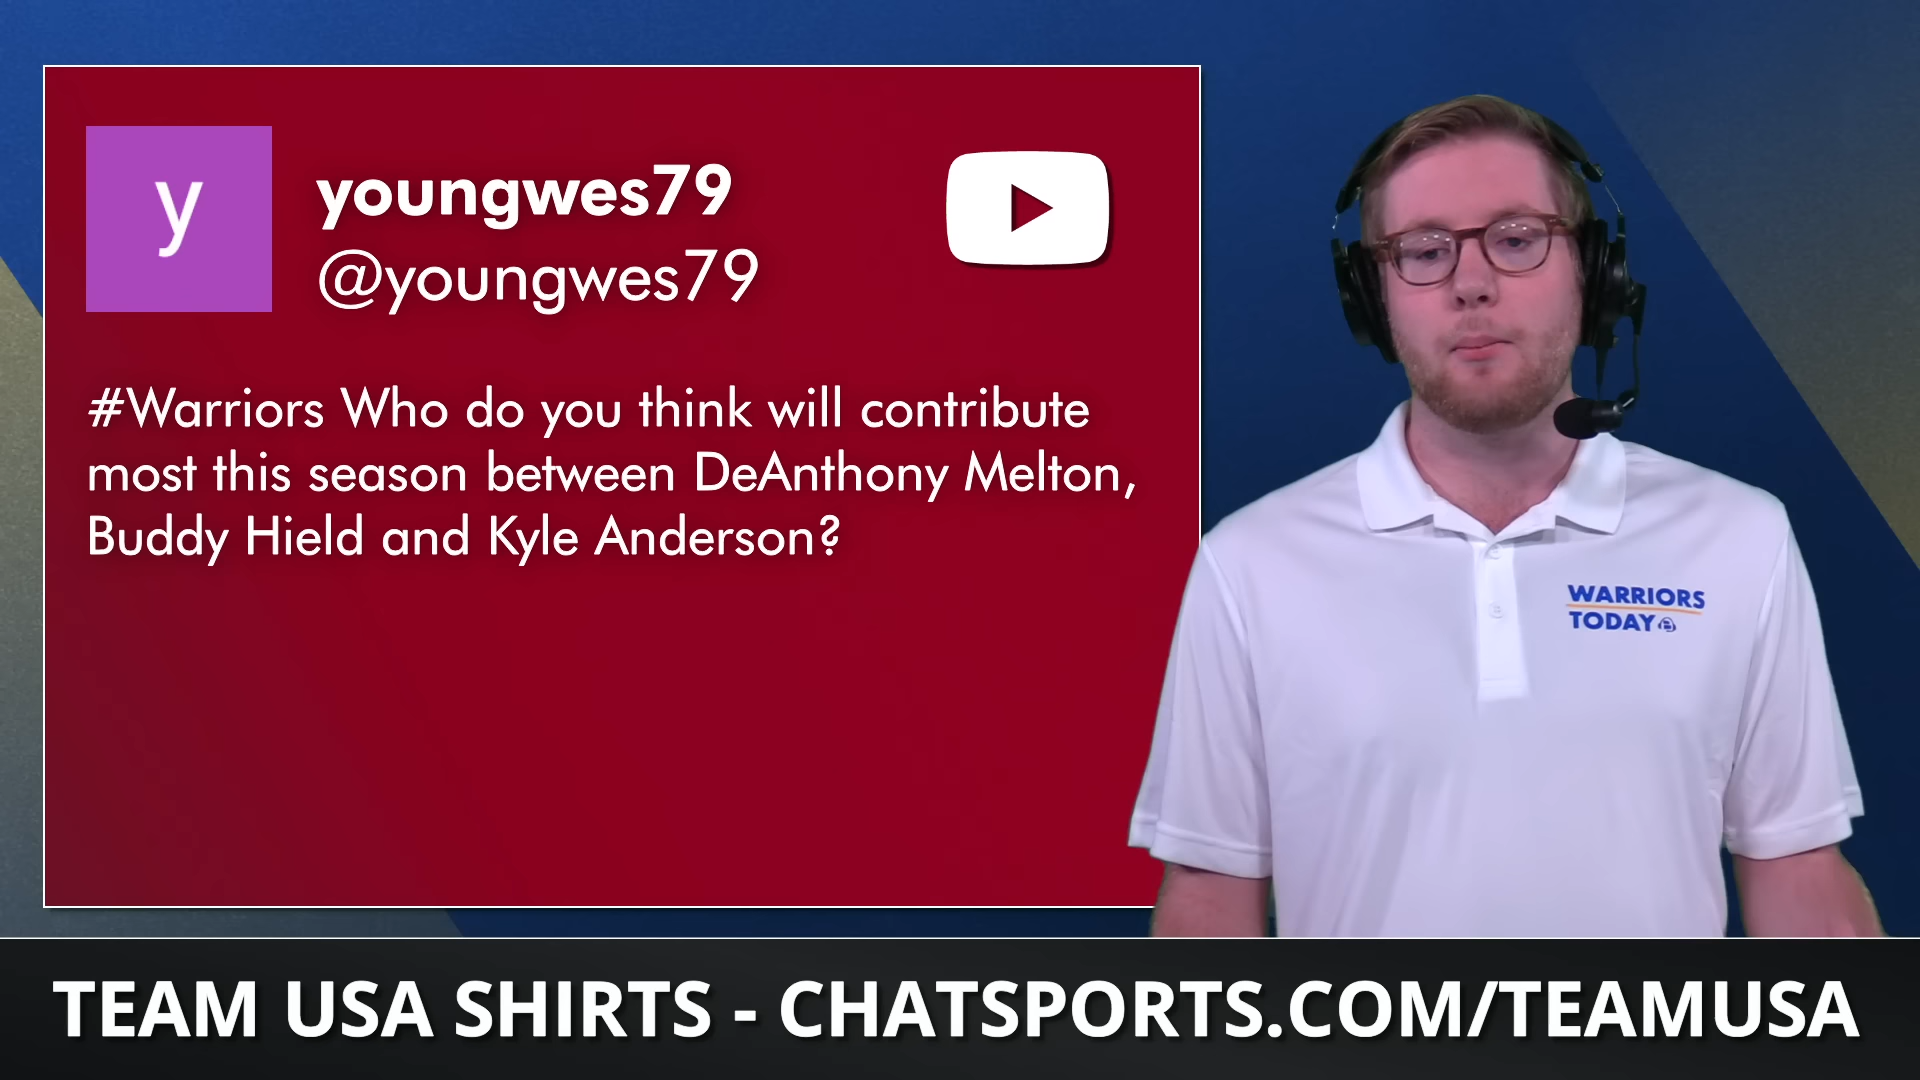 y
youngwes79
@youngwes79
#Warriors Who do you think will contribute
most this season between DeAnthony Melton,
Buddy Hield and Kyle Anderson?
WARRIORS
TODAY
TEAM USA SHIRTS - CHATSPORTS.COM/TEAMUSA